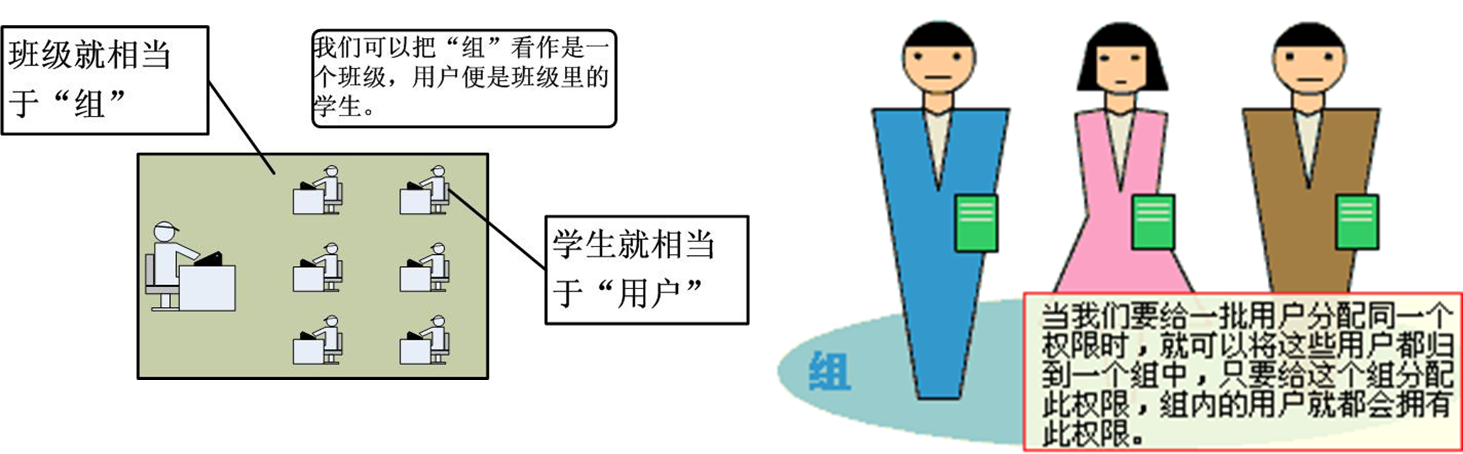 班级就相当
于“组”
我们可以把“组”看作是一
个班级，用户便是班级里的
学生。
学生就相当
于“用户”
组
当我们要给一批用户分配同一个
权限时，就可以将这些用户都归
到一个组中，只要给这个组分配
此权限，组内的用户就都会拥有
此权限。